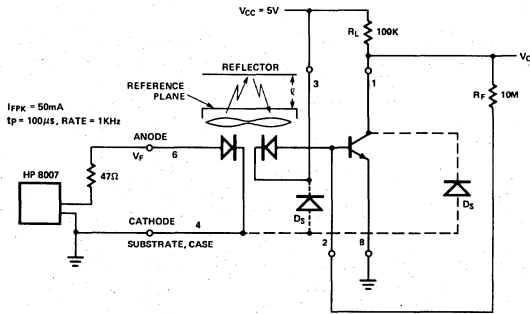 VCC = 5V
RL
100K
VO
REFLECTOR
REFERENCE
PLANE
ℓ
3
1
RF
10M
IFPK = 50mA
tp = 100μs, RATE = 1KHz
ANODE
VF
6
HP 8007
47Ω
DS
DS
CATHODE
4
SUBSTRATE, CASE
2
8